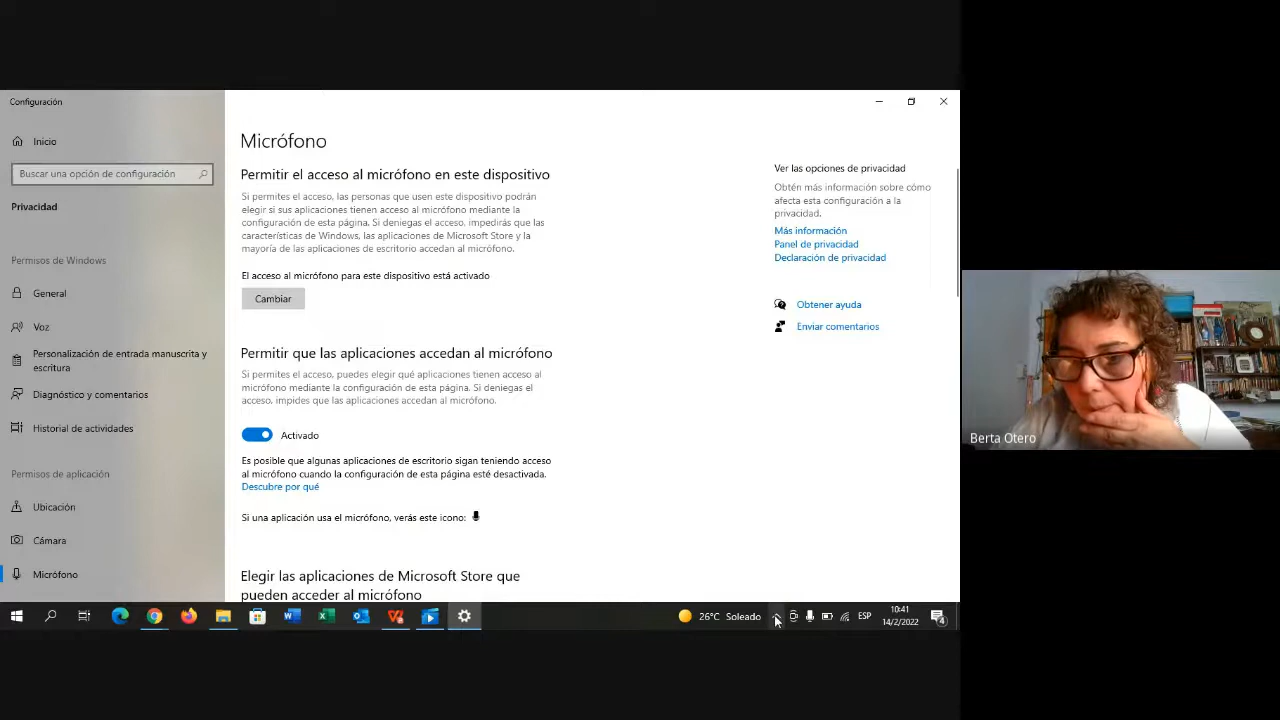 Configuración
Inicio
Buscar una opción de configuración
Privacidad
Permisos de Windows
General
Voz
Personalización de entrada manuscrita y
escritura
Diagnóstico y comentarios
Historial de actividades
Permisos de aplicación
Ubicación
Cámara
Micrófono
Micrófono
Permitir el acceso al micrófono en este dispositivo
Si permites el acceso, las personas que usen este dispositivo podrán
elegir si sus aplicaciones tienen acceso al micrófono mediante la
configuración de esta página. Si deniegas el acceso, impedirás que las
características de Windows, las aplicaciones de Microsoft Store y la
mayoría de las aplicaciones de escritorio accedan al micrófono.
El acceso al micrófono para este dispositivo está activado
Cambiar
Permitir que las aplicaciones accedan al micrófono
Si permites el acceso, puedes elegir qué aplicaciones tienen acceso al
micrófono mediante la configuración de esta página. Si deniegas el
acceso, impides que las aplicaciones accedan al micrófono.
Activado
Es posible que algunas aplicaciones de escritorio sigan teniendo acceso
al micrófono cuando la configuración de esta página esté desactivada.
Descubre por qué
Si una aplicación usa el micrófono, verás este icono:
Elegir las aplicaciones de Microsoft Store que
pueden acceder al micrófono
Ver las opciones de privacidad
Obtén más información sobre cómo
afecta esta configuración a la
privacidad.
Más información
Panel de privacidad
Declaración de privacidad
Obtener ayuda
Enviar comentarios
26°C Soleado
ESP
10:41
14/2/2022
4
Berta Otero